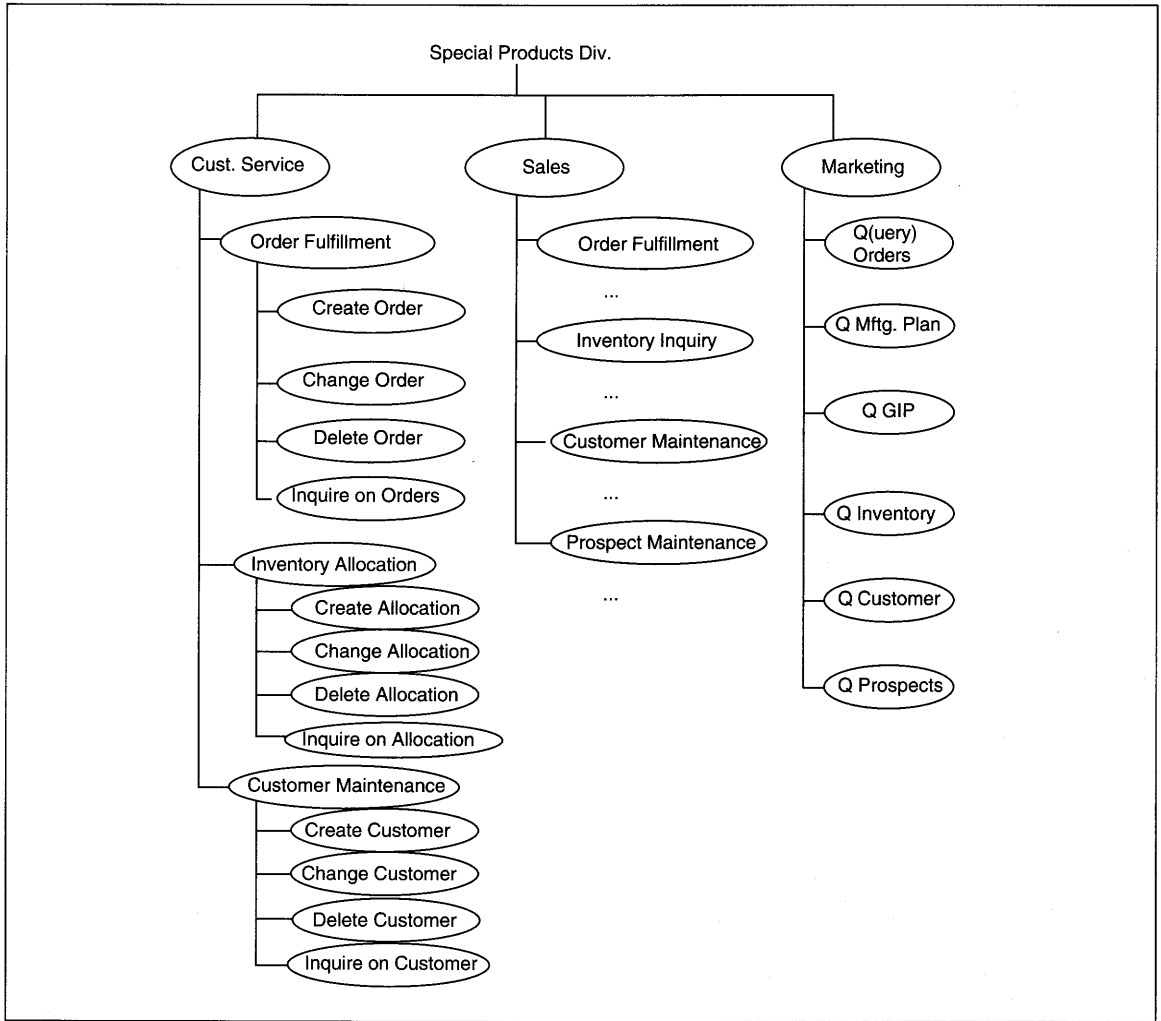 Special Products Div.
Cust. Service
Sales
Marketing
Order Fulfillment
Create Order
Change Order
Delete Order
Inquire on Orders
Inventory Allocation
Create Allocation
Change Allocation
Delete Allocation
Inquire on Allocation
Customer Maintenance
Create Customer
Change Customer
Delete Customer
Inquire on Customer
Order Fulfillment
...
Inventory Inquiry
...
Customer Maintenance
...
Prospect Maintenance
...
Q(uery)
Orders
Q Mftg. Plan
Q GIP
Q Inventory
Q Customer
Q Prospects